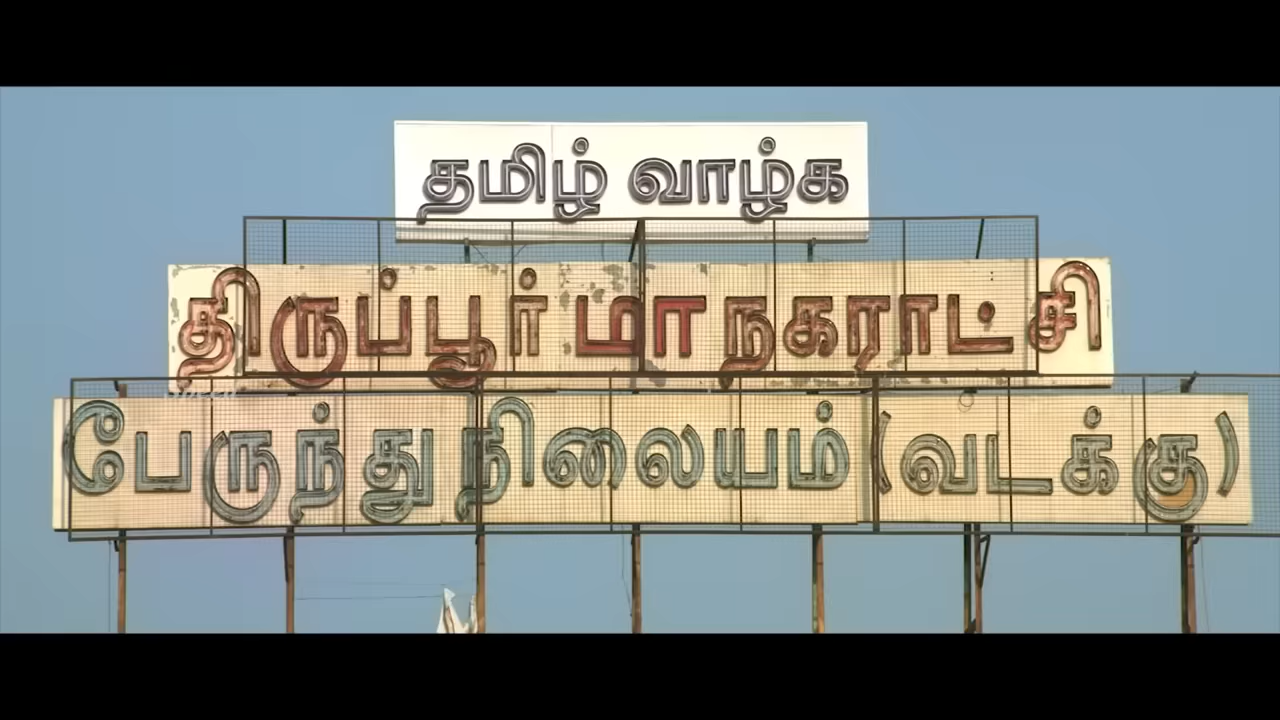 தமிழ் வாழ்க
திருப்பூர் மாநகராட்சி
பேருந்து நிலையம் (வடக்கு)